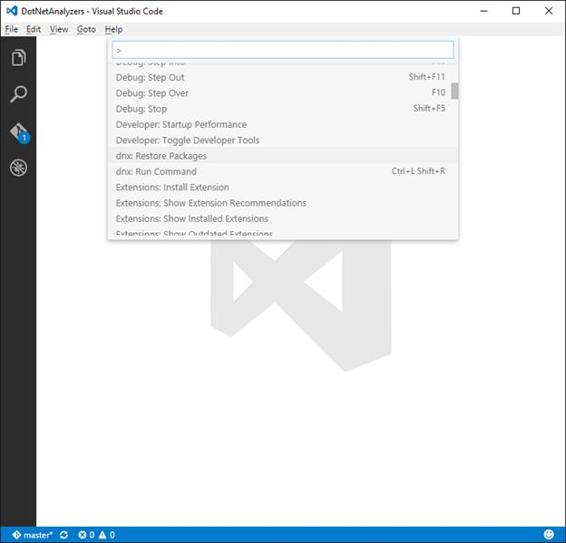 DotNetAnalyzers - Visual Studio Code
File Edit View Goto Help
>
Debug: Step Into F10
Debug: Step Out Shift+F11
Debug: Step Over F10
Debug: Stop Shift+F5
Developer: Startup Performance
Developer: Toggle Developer Tools
dnx: Restore Packages
dnx: Run Command Ctrl+L Shift+R
Extensions: Install Extension
Extensions: Show Extension Recommendations
Extensions: Show Installed Extensions
Extensions: Show Outdated Extensions
1
master* 0 0